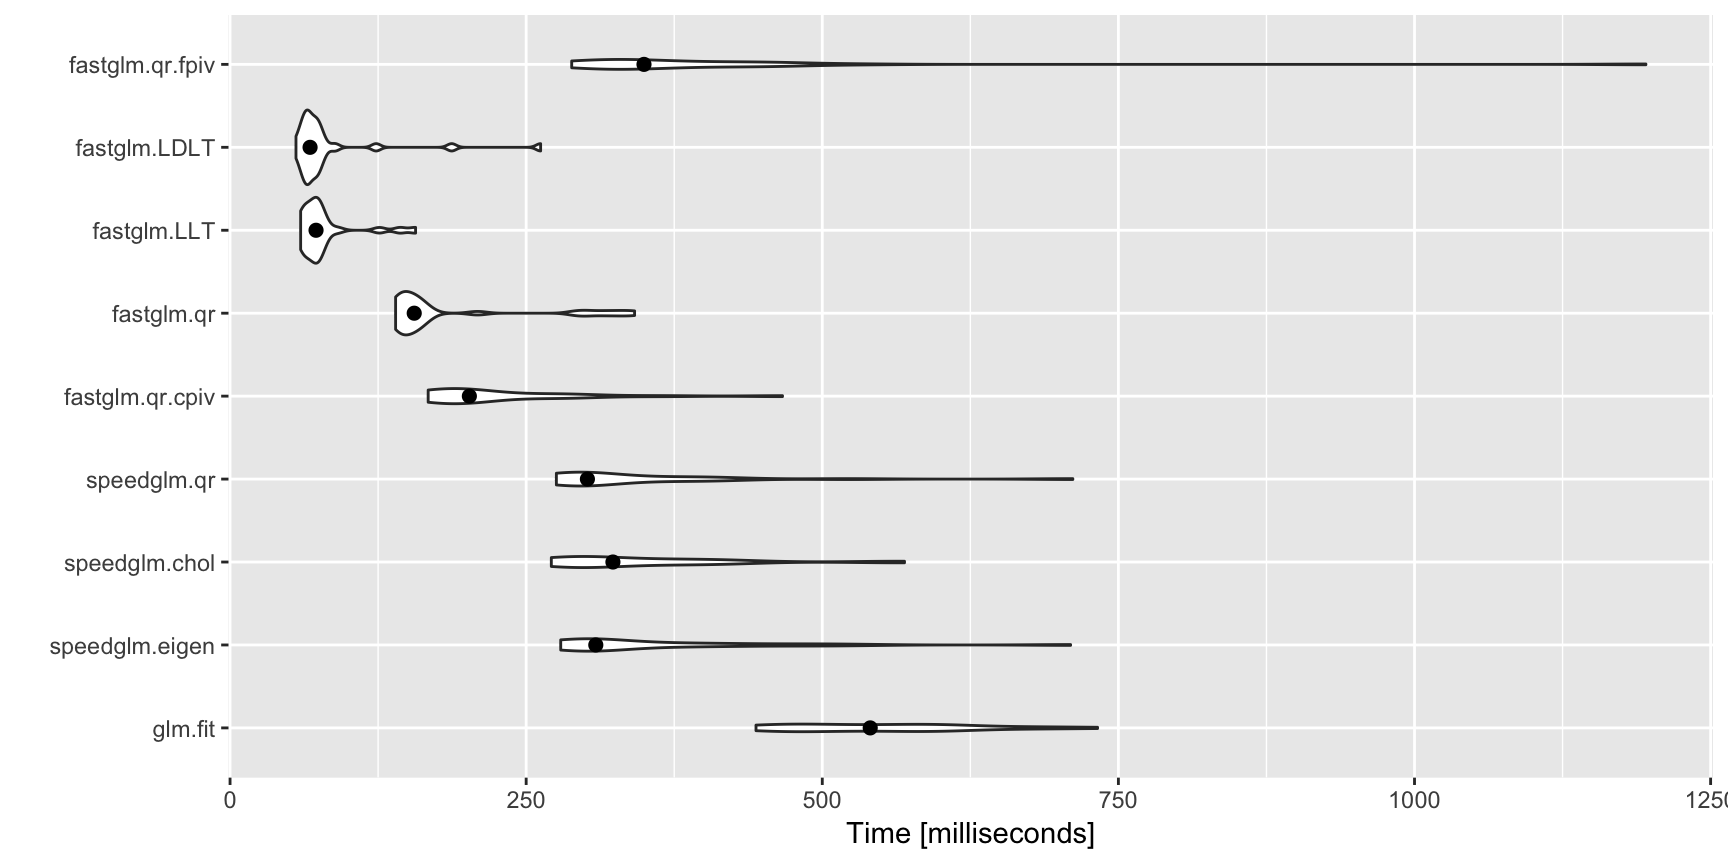 fastglm.qr.fpiv
fastglm.LDLT
fastglm.LLT
fastglm.qr
fastglm.qr.cpiv
speedglm.qr
speedglm.chol
speedglm.eigen
glm.fit
0 250 500 750 1000 1250
Time [milliseconds]